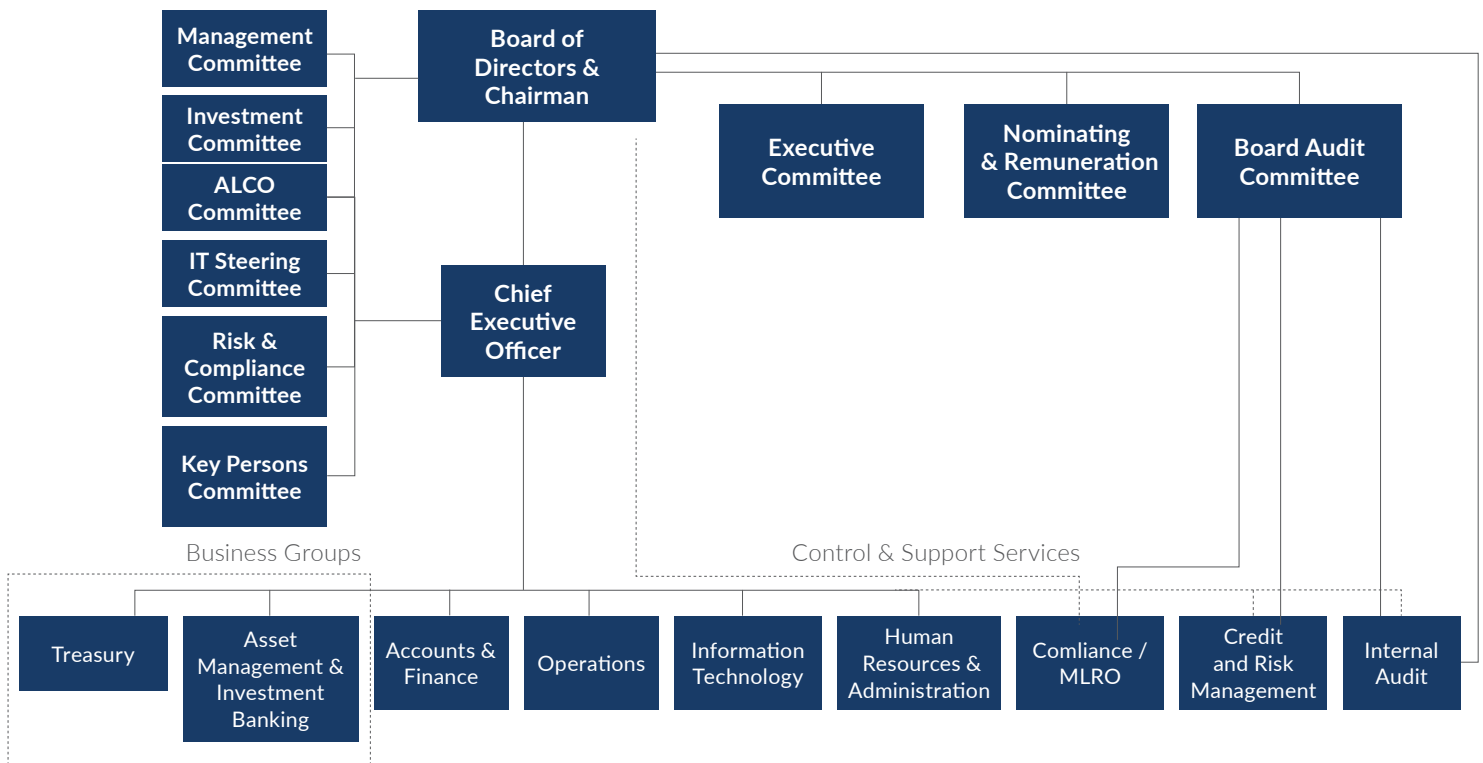 Management
Committee
Investment
Committee
ALCO
Committee
IT Steering
Committee
Risk &
Compliance
Committee
Key Persons
Committee
Board of
Directors &
Chairman
Executive
Committee
Nominating
& Remuneration
Committee
Board Audit
Committee
Chief
Executive
Officer
Business Groups
Control & Support Services
Treasury
Asset
Management &
Investment
Banking
Accounts &
Finance
Operations
Information
Technology
Human
Resources &
Administration
Comliance /
MLRO
Credit
and Risk
Management
Internal
Audit